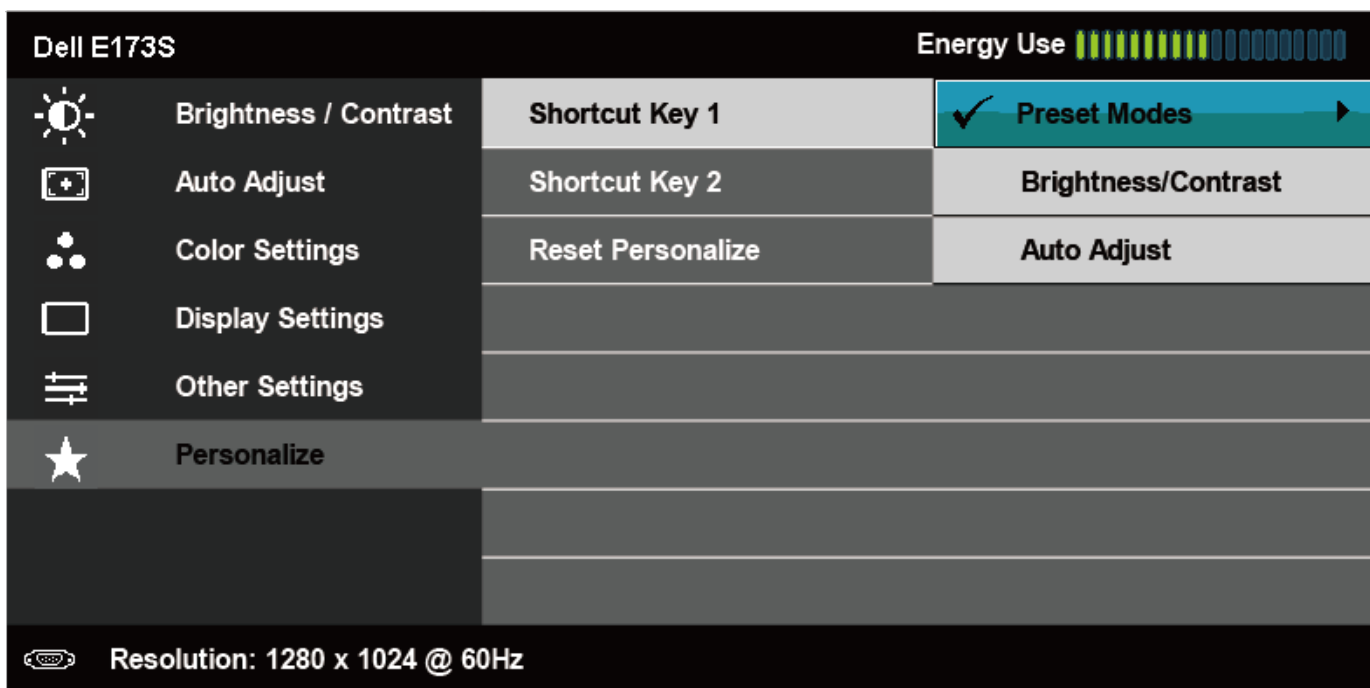 Dell E173S Energy Use
Brightness / Contrast Shortcut Key 1 Preset Modes
Auto Adjust Shortcut Key 2 Brightness/Contrast
Color Settings Reset Personalize Auto Adjust
Display Settings
Other Settings
Personalize
Resolution: 1280 x 1024 @ 60Hz